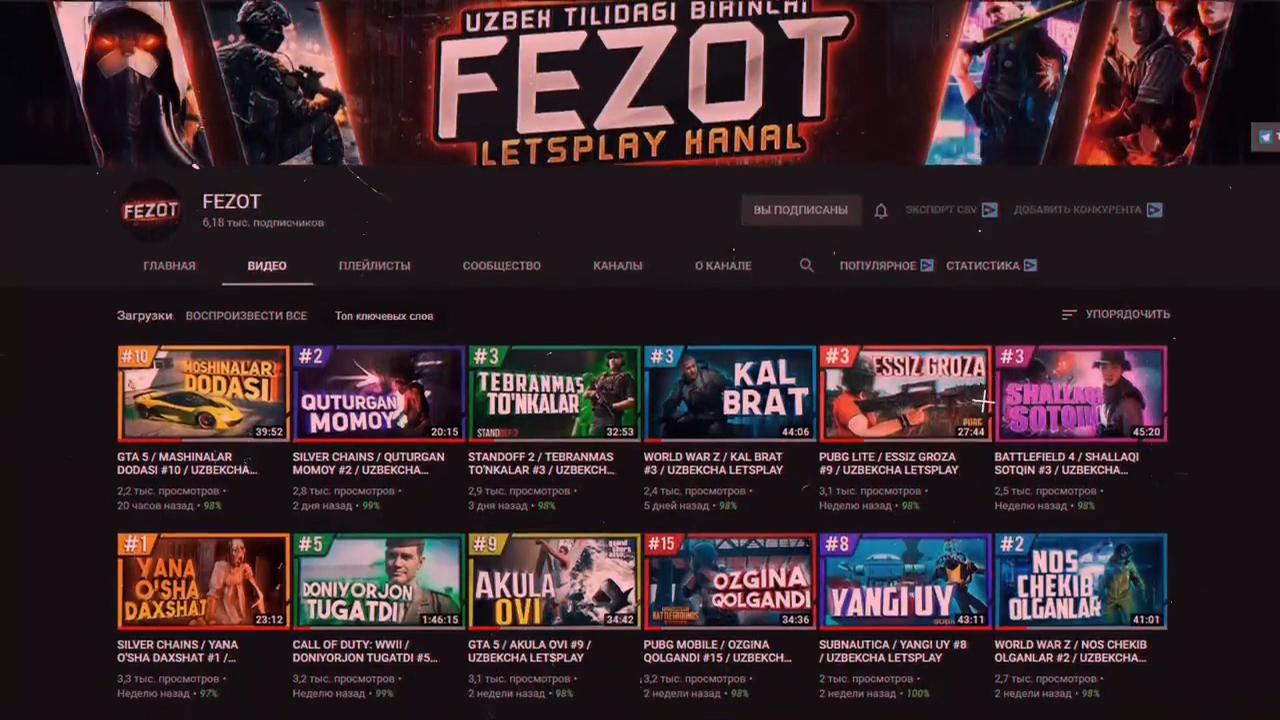 UZBEK TILIDAGI BIRINCHI
FEZOT
LETSPLAY KANAL
FEZOT
FEZOT
6,18 тыс. подписчиков
ВЫ ПОДПИСАНЫ
ЭКСПОРТ CSV
ДОБАВИТЬ КОНКУРЕНТА
ГЛАВНАЯ
ВИДЕО
ПЛЕЙЛИСТЫ
СООБЩЕСТВО
КАНАЛЫ
О КАНАЛЕ
ПОПУЛЯРНОЕ
СТАТИСТИКА
Загрузки
ВОСПРОИЗВЕСТИ ВСЕ
Топ ключевых слов
УПОРЯДОЧИТЬ
#10
MOSHINALAR
DODASI
39:52
GTA 5 / MASHINALAR
DODASI #10 / UZBEKCHA...
2,2 тыс. просмотров •
20 часов назад • 98%
#2
QUTURGAN
MOMOY
20:15
SILVER CHAINS / QUTURGAN
MOMOY #2 / UZBEKCHA...
2,8 тыс. просмотров •
2 дня назад • 99%
#3
TEBRANMAS
TO'NKALAR
STANDOFF 2
32:53
STANDOFF 2 / TEBRANMAS
TO'NKALAR #3 / UZBEKCH...
2,9 тыс. просмотров •
3 дня назад • 98%
#3
KAL
BRAT
44:06
WORLD WAR Z / KAL BRAT
#3 / UZBEKCHA LETSPLAY
2,4 тыс. просмотров •
5 дней назад • 98%
#3
ESSIZ GROZA
PUBG
27:44
PUBG LITE / ESSIZ GROZA
#9 / UZBEKCHA LETSPLAY
3,1 тыс. просмотров •
Неделю назад • 98%
#3
SHALLAQI
SOTQIN
45:20
BATTLEFIELD 4 / SHALLAQI
SOTQIN #3 / UZBEKCHA...
2,5 тыс. просмотров •
Неделю назад • 98%
#1
YANA
O'SHA
DAXSHAT
23:12
SILVER CHAINS / YANA
O'SHA DAXSHAT #1 /...
3,3 тыс. просмотров •
Неделю назад • 97%
#5
DONIYORJON
TUGATDI
1:46:15
CALL OF DUTY: WWII /
DONIYORJON TUGATDI #5...
3,2 тыс. просмотров •
Неделю назад • 99%
#9
AKULA
OVI
34:42
GTA 5 / AKULA OVI #9 /
UZBEKCHA LETSPLAY
3,1 тыс. просмотров •
2 недели назад • 98%
#15
OZGINA
QOLGANDI
BATTLEGROUNDS
34:36
PUBG MOBILE / OZGINA
QOLGANDI #15 / UZBEKCH...
3,2 тыс. просмотров •
2 недели назад • 98%
#8
YANGI UY
43:11
SUBNAUTICA / YANGI UY #8
/ UZBEKCHA LETSPLAY
2 тыс. просмотров •
2 недели назад • 100%
#2
NOS
CHEKIB
OLGANLAR
41:01
WORLD WAR Z / NOS CHEKIB
OLGANLAR #2 / UZBEKCHA...
2,7 тыс. просмотров •
2 недели назад • 98%